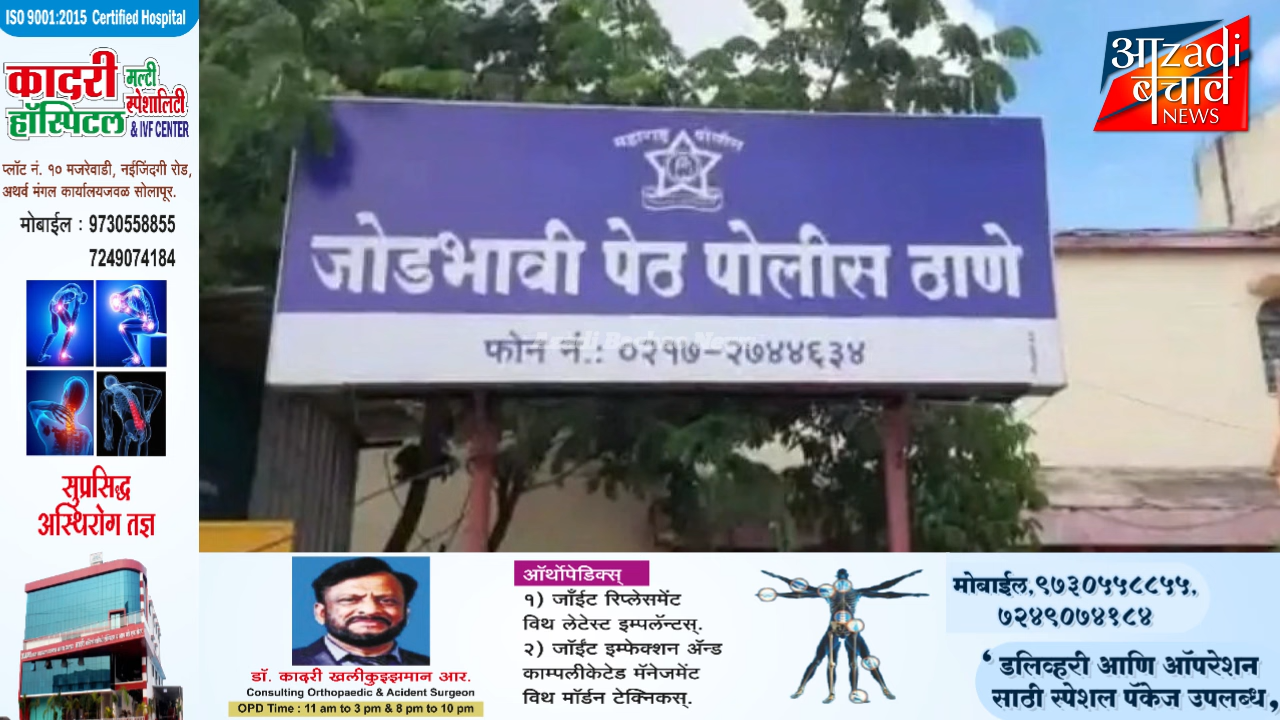 ISO 9001:2015 Certified Hospital
कादरी मल्टी
हॉस्पिटल स्पेशालिटी
& IVF CENTER
प्लॉट नं. १० मजरेवाडी, नईजिंदगी रोड,
अथर्व मंगल कार्यालयजवळ सोलापूर.
मोबाईल : 9730558855
7249074184
सुप्रसिद्ध
अस्थिरोग तज्ञ
आzadi
बचाव
NEWS
महाराष्ट्र पोलीस
जोडभावी पेठ पोलीस ठाणे
फोन नं.: ०२१७-२७४४६३४
डॉ. काद्री खलीकुझ्झमान आर.
Consulting Orthopaedic & Acident Surgeon
OPD Time : 11 am to 3 pm & 8 pm to 10 pm
ऑर्थोपेडिक्स्
१) जॉईट रिप्लेसमेंट
विथ लेटेस्ट इम्पलॅन्टस्.
२) जॉईंट इम्फेक्शन ॲन्ड
काम्पलीकेटेड मॅनेजमेंट
विथ मॉर्डन टेक्निकस्.
मोबाईल.९७३०५५८८५५,
७२४९०७४१८४
‘ डलिव्हरी आणि ऑपरेशन
साठी स्पेशल पॅकेज उपलब्ध,